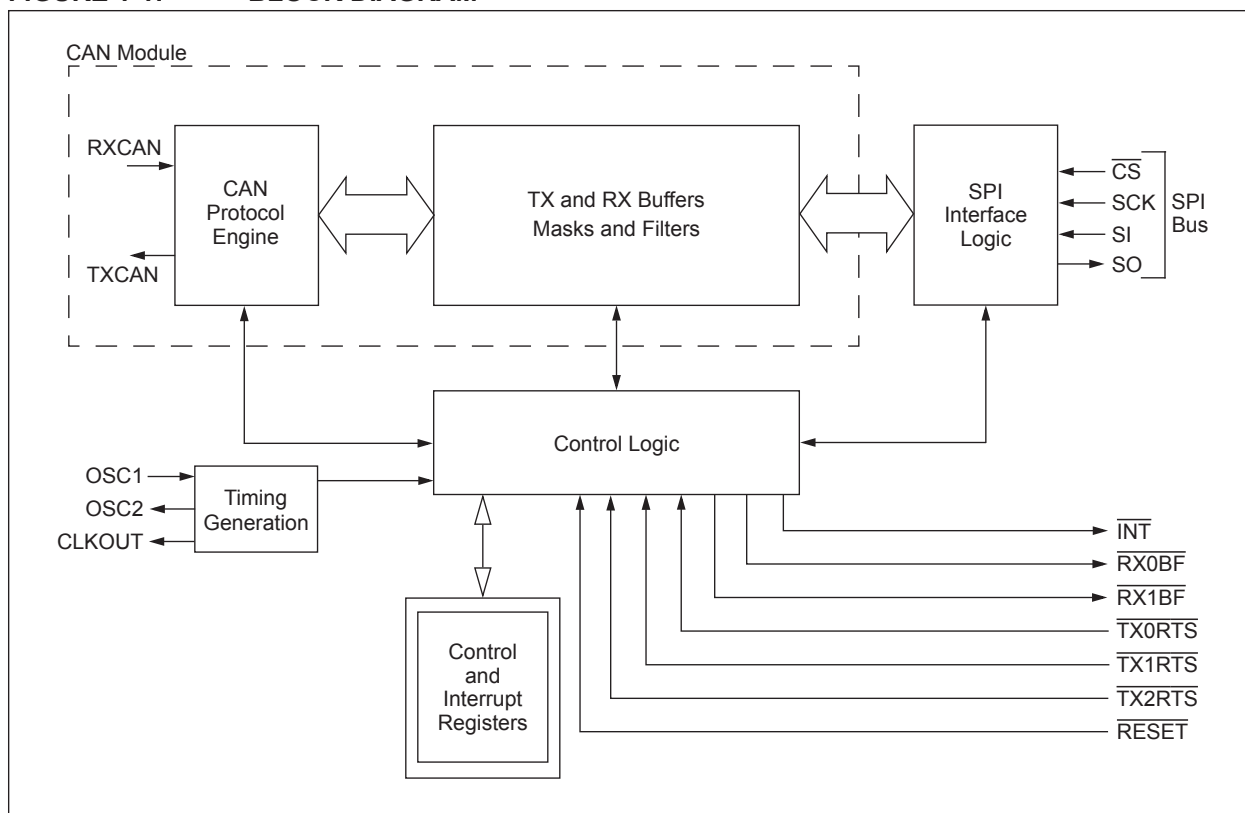 CAN Module
RXCAN
TXCAN
CAN
Protocol
Engine
TX and RX Buffers
Masks and Filters
SPI
Interface
Logic
CS
SCK
SI
SO
SPI
Bus
Control Logic
OSC1
OSC2
CLKOUT
Timing
Generation
Control
and
Interrupt
Registers
INT
RX0BF
RX1BF
TX0RTS
TX1RTS
TX2RTS
RESET